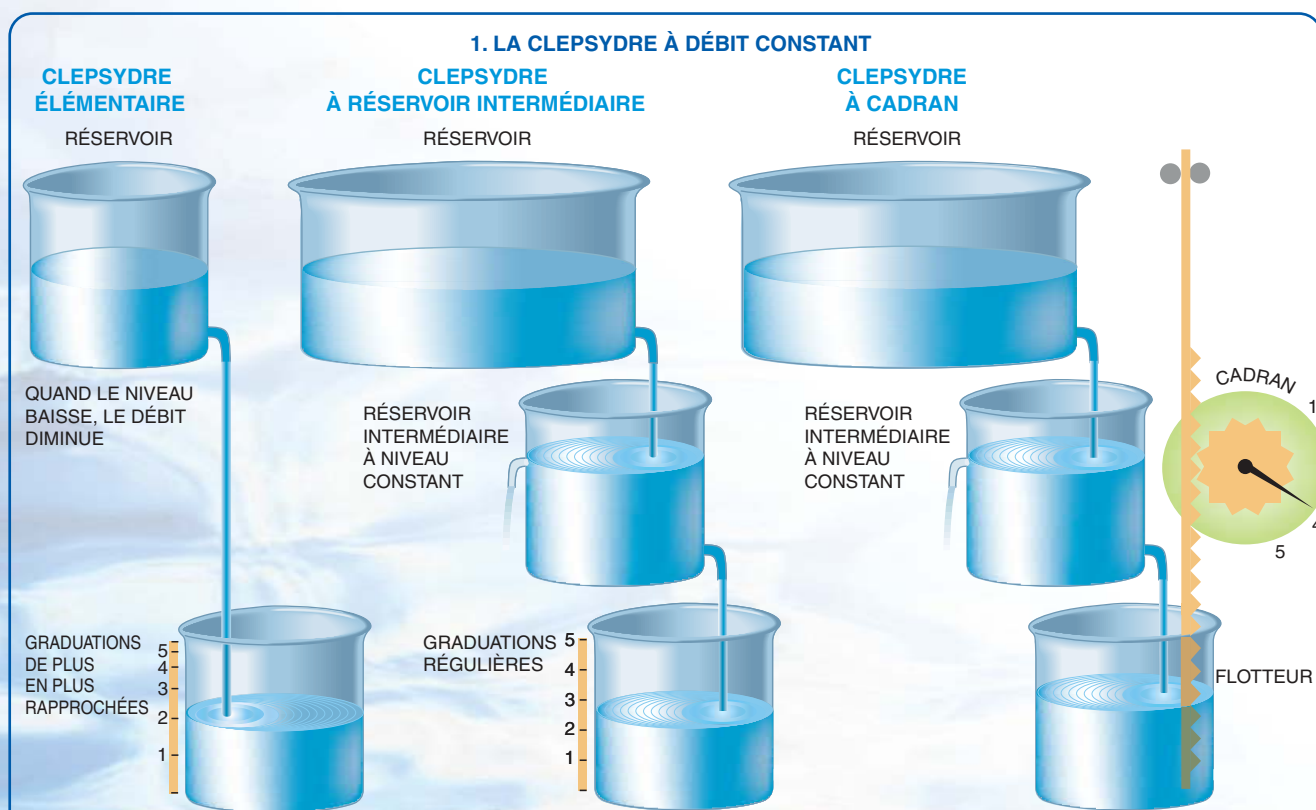 1. LA CLEPSYDRE À DÉBIT CONSTANT
CLEPSYDRE
ÉLÉMENTAIRE
RÉSERVOIR
QUAND LE NIVEAU
BAISSE, LE DÉBIT
DIMINUE
GRADUATIONS
DE PLUS
EN PLUS
RAPPROCHÉES
5
4
3
2
1
CLEPSYDRE
À RÉSERVOIR INTERMÉDIAIRE
RÉSERVOIR
RÉSERVOIR
INTERMÉDIAIRE
À NIVEAU
CONSTANT
GRADUATIONS
RÉGULIÈRES
5
4
3
2
1
CLEPSYDRE
À CADRAN
RÉSERVOIR
RÉSERVOIR
INTERMÉDIAIRE
À NIVEAU
CONSTANT
CADRAN
1
4
5
FLOTTEUR